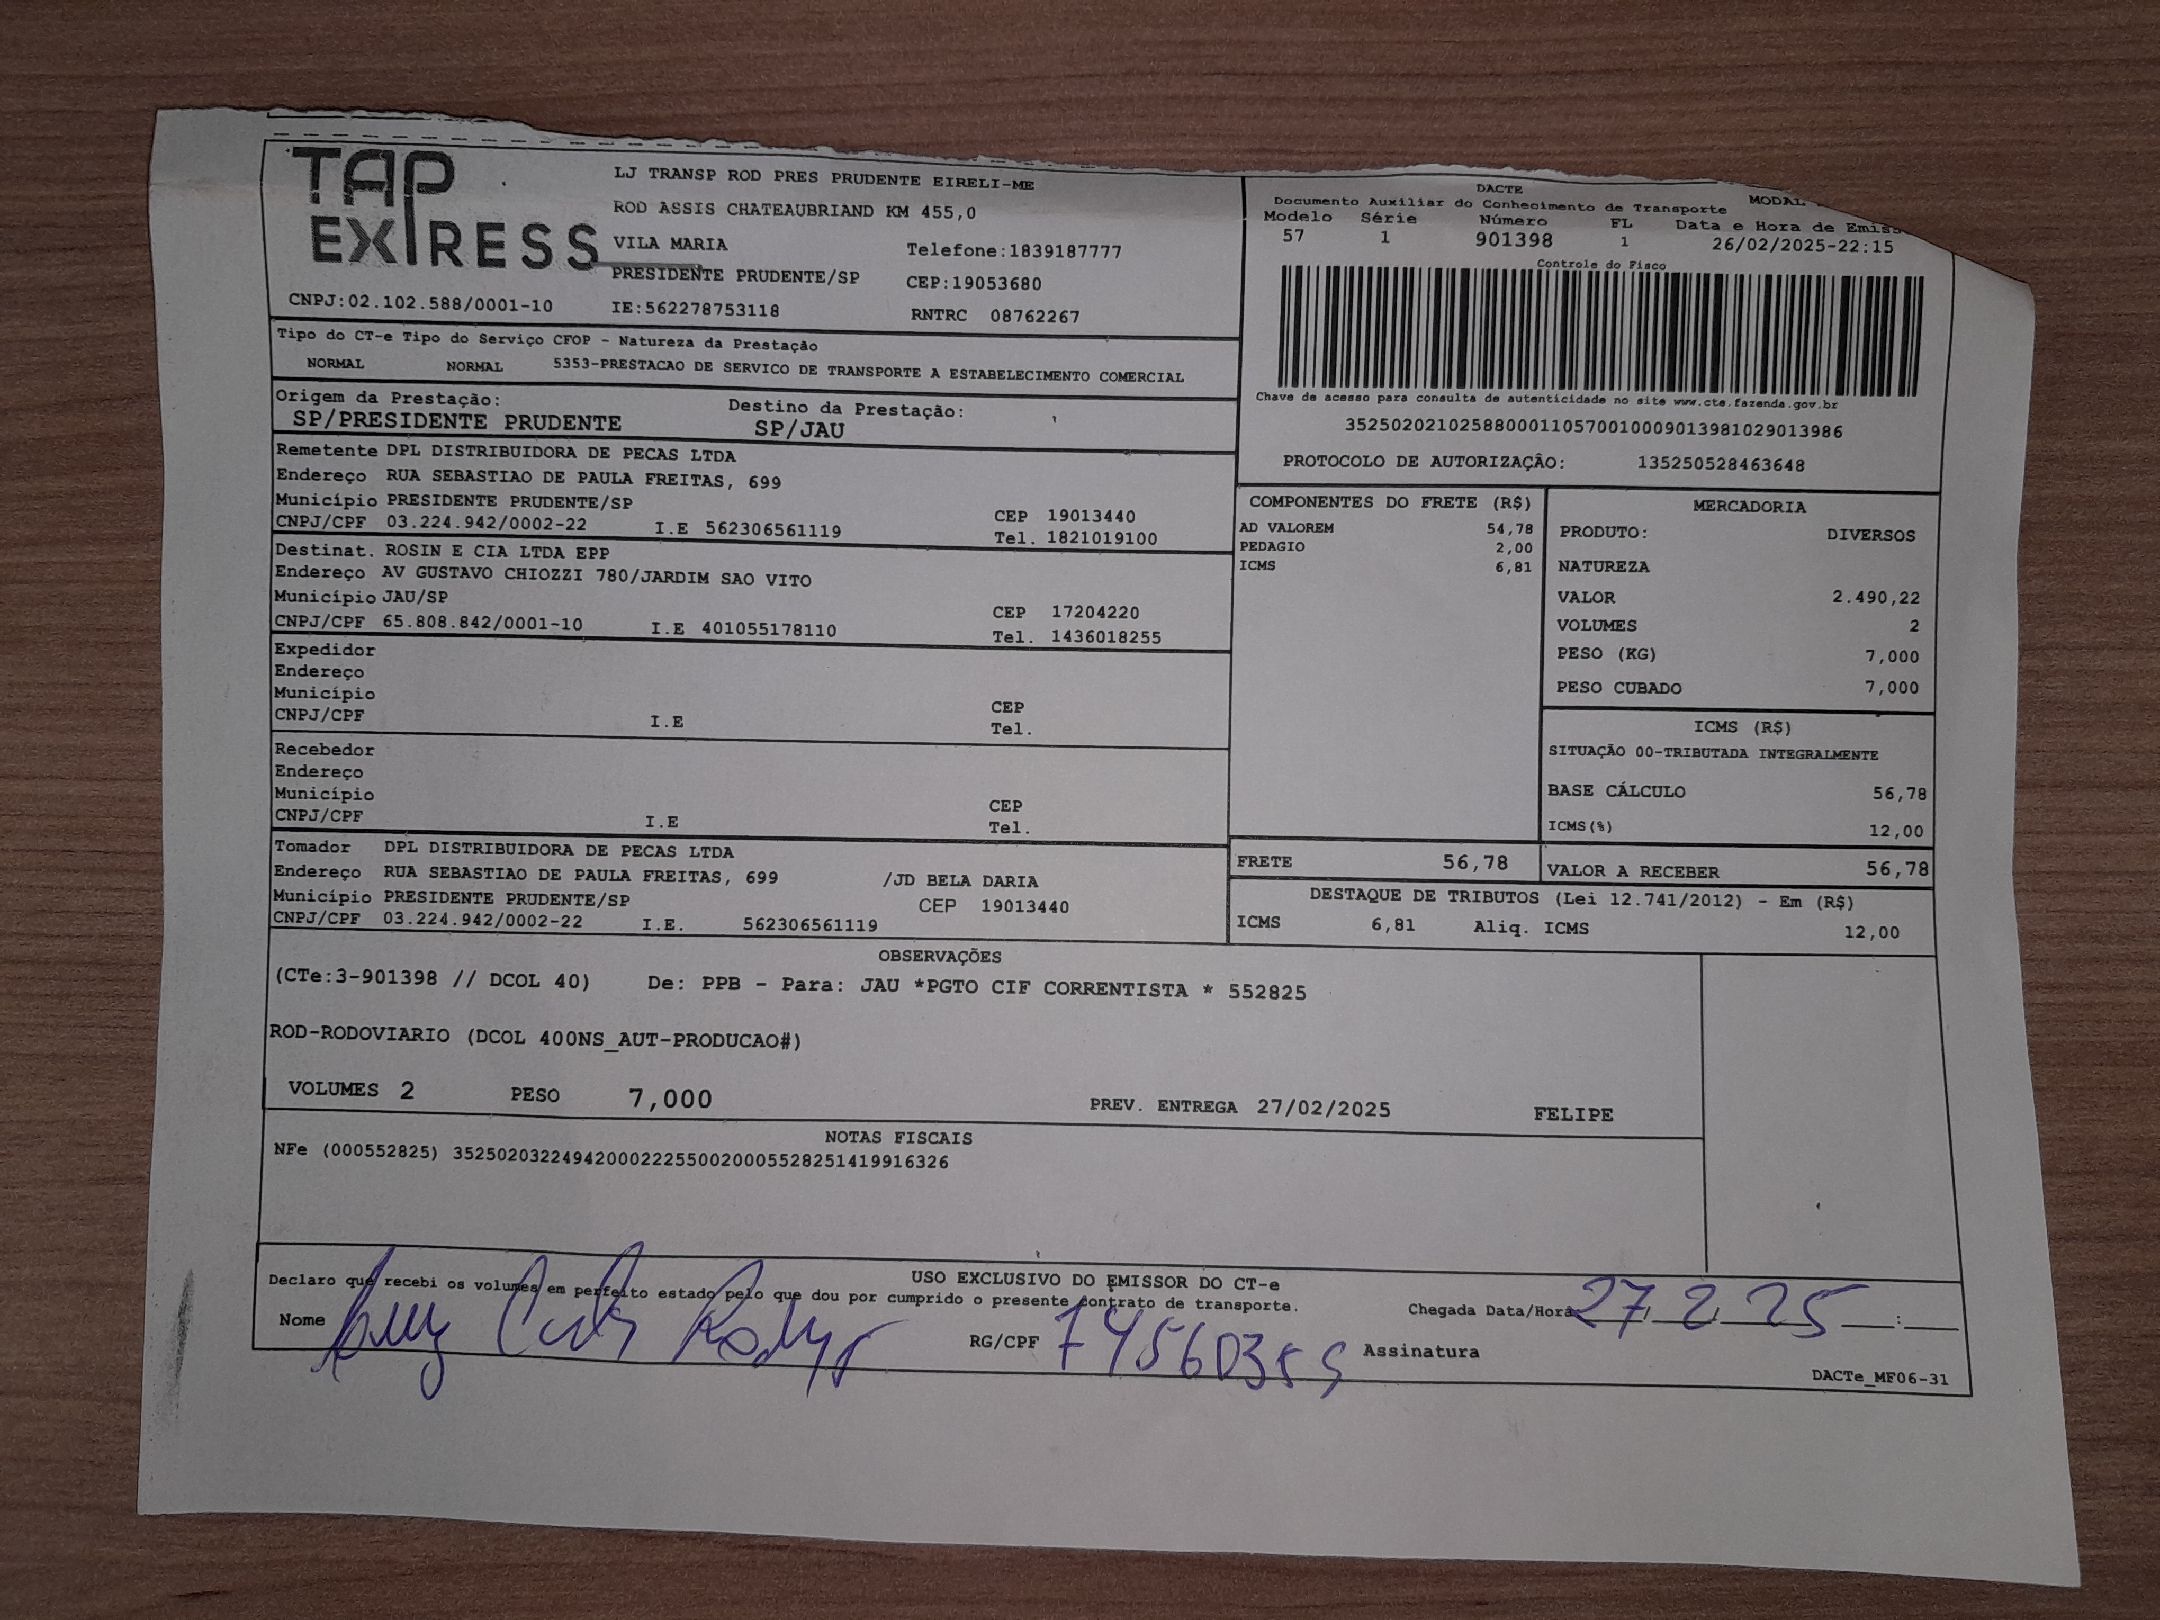 TAP EXPRESS
LJ TRANSP ROD PRES PRUDENTE EIRELI-ME
ROD ASSIS CHATEAUBRIAND KM 455,0
VILA MARIA Telefone:1839187777
PRESIDENTE PRUDENTE/SP CEP:19053680
CNPJ:02.102.588/0001-10 IE:562278753118 RNTRC 08762267
DACTE
Documento Auxiliar do Conhecimento de Transporte MODAL
Modelo Série Número FL Data e Hora de Emiss
57 1 901398 1 26/02/2025-22:15
Controle do Fisco
Chave de acesso para consulta de autenticidade no site www.cte.fazenda.gov.br
35250202102588000110570010009013981029013986
PROTOCOLO DE AUTORIZAÇÃO: 135250528463648
Tipo do CT-e Tipo do Serviço CFOP - Natureza da Prestação
NORMAL NORMAL 5353-PRESTACAO DE SERVICO DE TRANSPORTE A ESTABELECIMENTO COMERCIAL
Origem da Prestação: Destino da Prestação:
SP/PRESIDENTE PRUDENTE SP/JAU
Remetente DPL DISTRIBUIDORA DE PECAS LTDA
Endereço RUA SEBASTIAO DE PAULA FREITAS, 699
Município PRESIDENTE PRUDENTE/SP CEP 19013440
CNPJ/CPF 03.224.942/0002-22 I.E 562306561119 Tel. 1821019100
Destinat. ROSIN E CIA LTDA EPP
Endereço AV GUSTAVO CHIOZZI 780/JARDIM SAO VITO
Município JAU/SP CEP 17204220
CNPJ/CPF 65.808.842/0001-10 I.E 401055178110 Tel. 1436018255
Expedidor
Endereço
Município CEP
CNPJ/CPF I.E Tel.
Recebedor
Endereço
Município CEP
CNPJ/CPF I.E Tel.
Tomador DPL DISTRIBUIDORA DE PECAS LTDA
Endereço RUA SEBASTIAO DE PAULA FREITAS, 699 /JD BELA DARIA
Município PRESIDENTE PRUDENTE/SP CEP 19013440
CNPJ/CPF 03.224.942/0002-22 I.E. 562306561119
COMPONENTES DO FRETE (R$)
AD VALOREM 54,78
PEDAGIO 2,00
ICMS 6,81
MERCADORIA
PRODUTO: DIVERSOS
NATUREZA
VALOR 2.490,22
VOLUMES 2
PESO (KG) 7,000
PESO CUBADO 7,000
ICMS (R$)
SITUAÇÃO 00-TRIBUTADA INTEGRALMENTE
BASE CÁLCULO 56,78
ICMS(%) 12,00
FRETE 56,78 VALOR A RECEBER 56,78
DESTAQUE DE TRIBUTOS (Lei 12.741/2012) - Em (R$)
ICMS 6,81 Aliq. ICMS 12,00
OBSERVAÇÕES
(CTe:3-901398 // DCOL 40) De: PPB - Para: JAU *PGTO CIF CORRENTISTA * 552825
ROD-RODOVIARIO (DCOL 400NS_AUT-PRODUCAO#)
VOLUMES 2 PESO 7,000 PREV. ENTREGA 27/02/2025 FELIPE
NOTAS FISCAIS
NFe (000552825) 35250203224942000222550020005528251419916326
USO EXCLUSIVO DO EMISSOR DO CT-e
Declaro que recebi os volumes em perfeito estado pelo que dou por cumprido o presente contrato de transporte.
Chegada Data/Hora 27/2/25 :
Nome RG/CPF Assinatura
DACTe_MF06-31